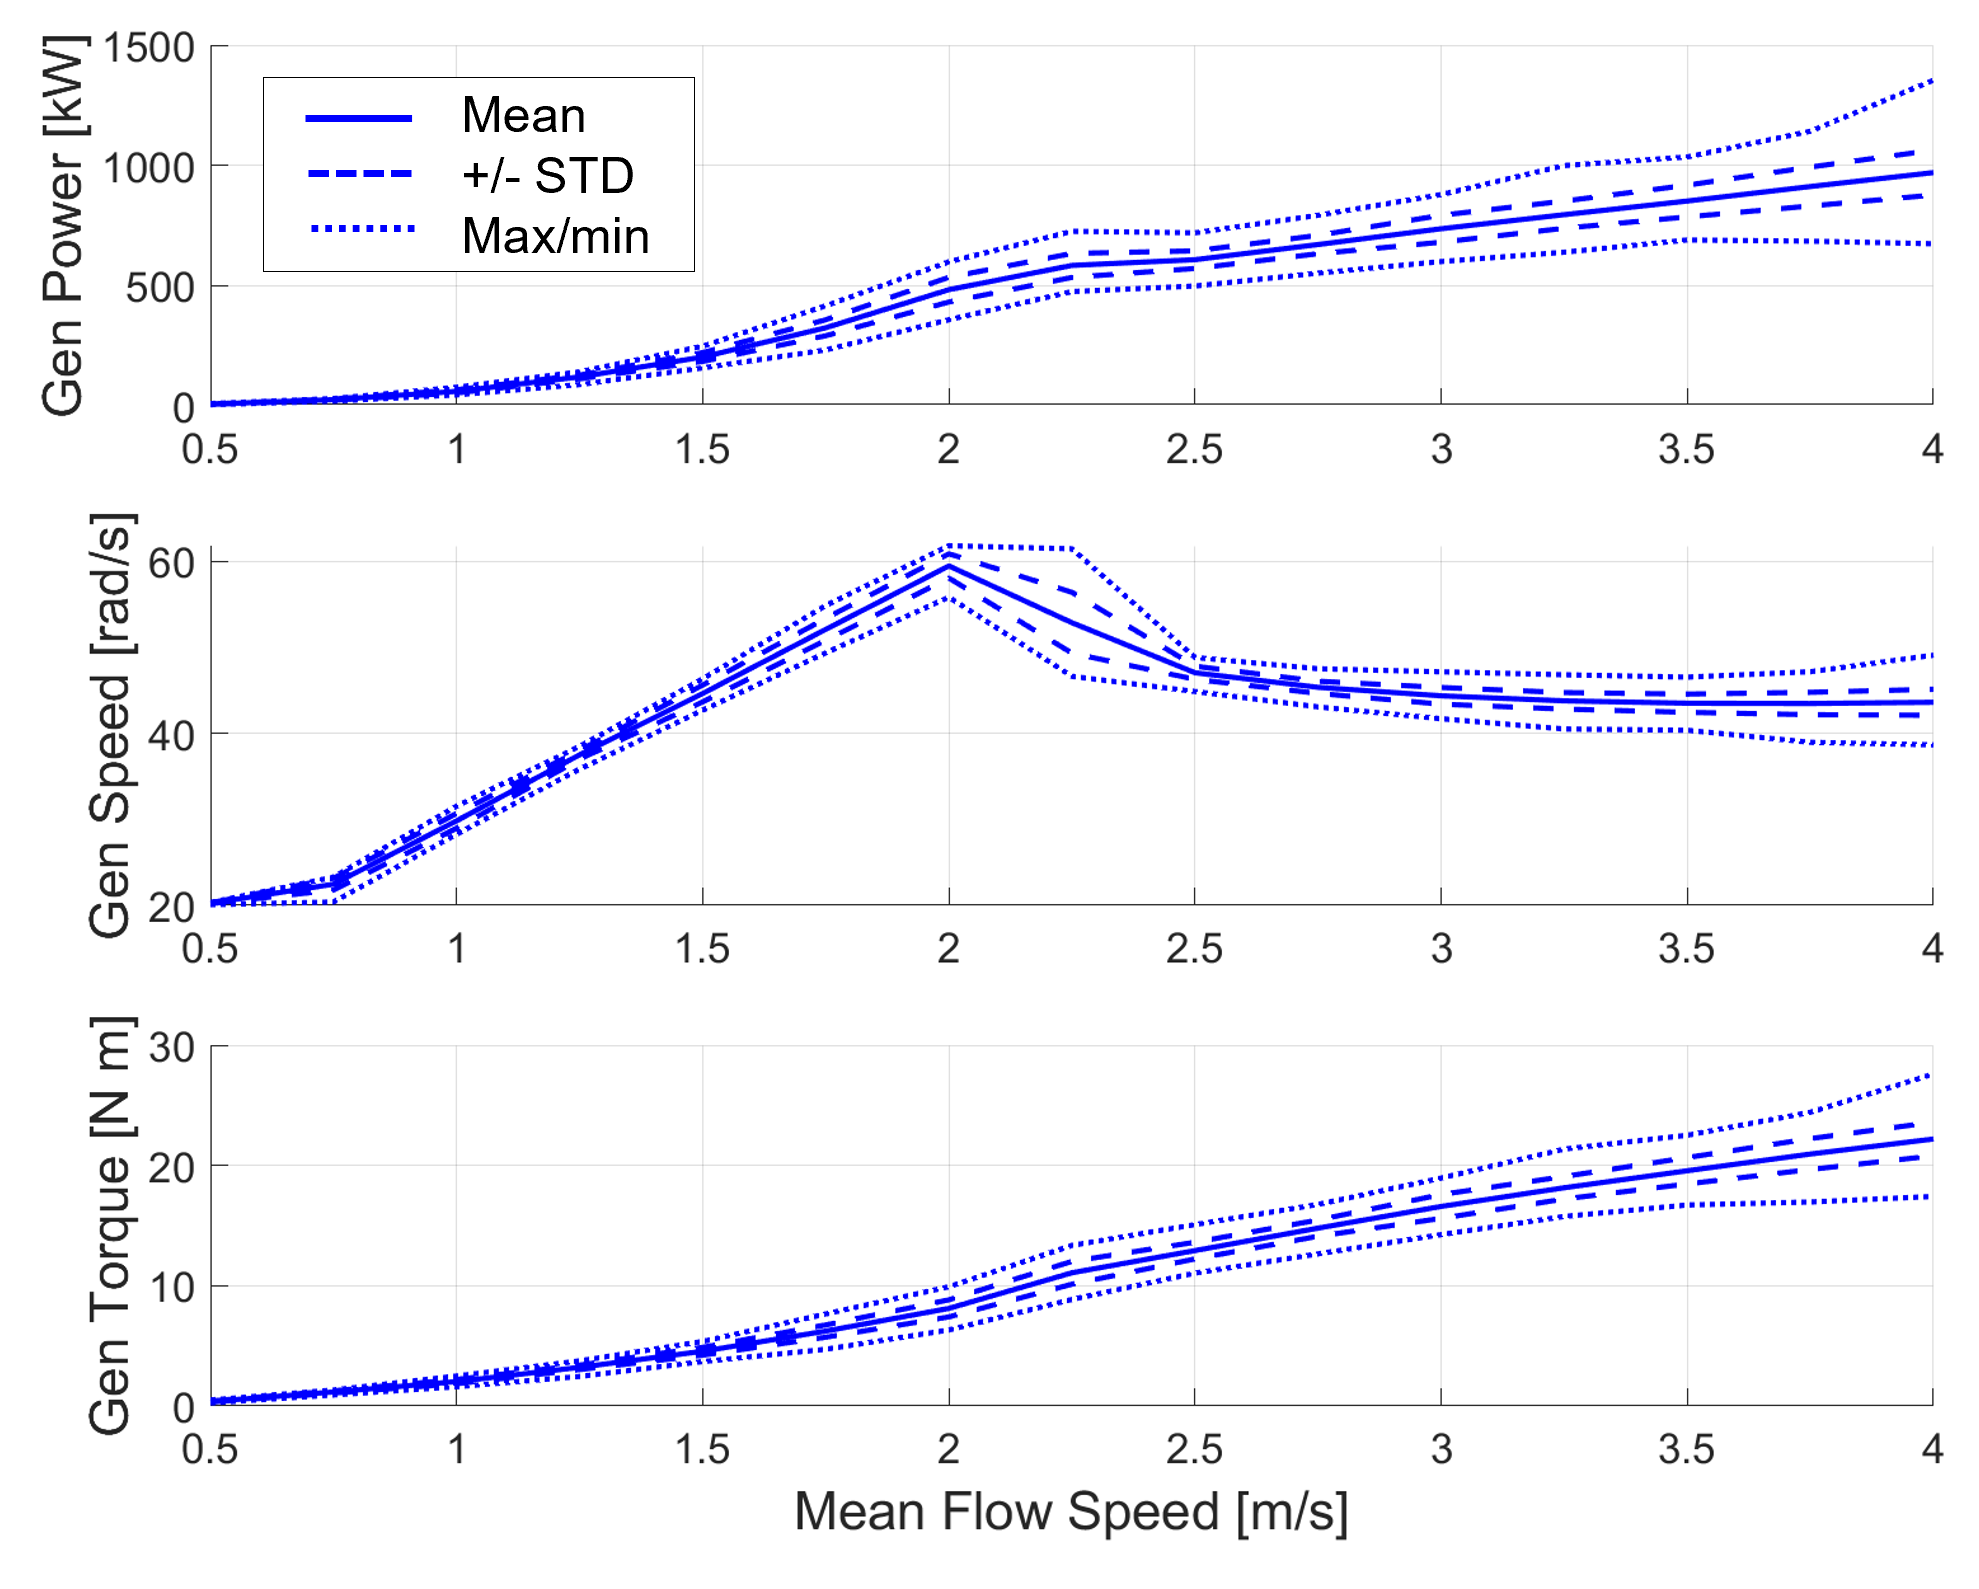 Gen Power [kW]
1500
1000
500
0
Mean
+/- STD
Max/min
0.5 1 1.5 2 2.5 3 3.5 4
Gen Speed [rad/s]
60
40
20
0.5 1 1.5 2 2.5 3 3.5 4
Gen Torque [N m]
30
20
10
0
0.5 1 1.5 2 2.5 3 3.5 4
Mean Flow Speed [m/s]